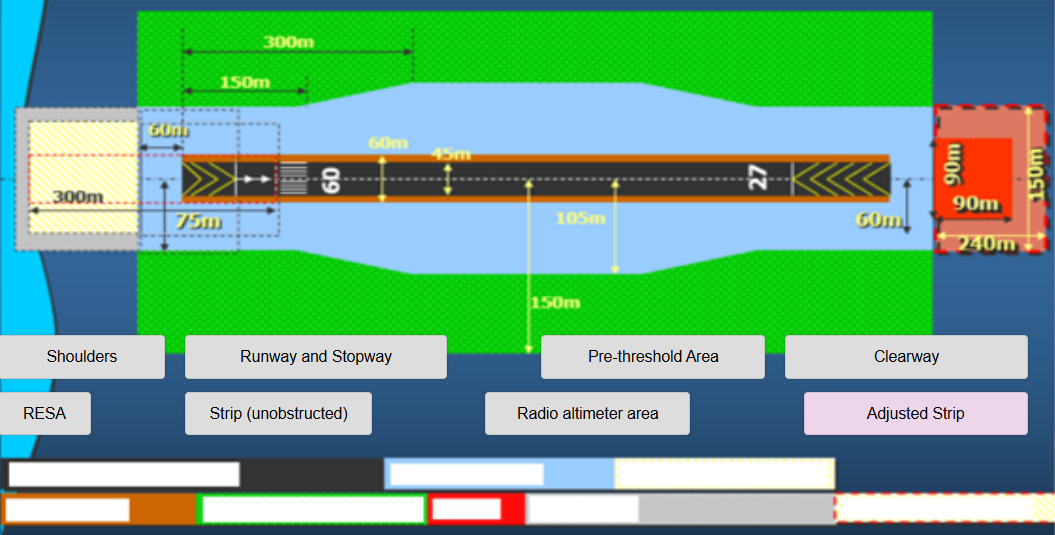 300m
150m
60m
60m
45m
09
27
90m
150m
300m
75m
105m
60m
90m
240m
150m
Shoulders
Runway and Stopway
Pre-threshold Area
Clearway
RESA
Strip (unobstructed)
Radio altimeter area
Adjusted Strip